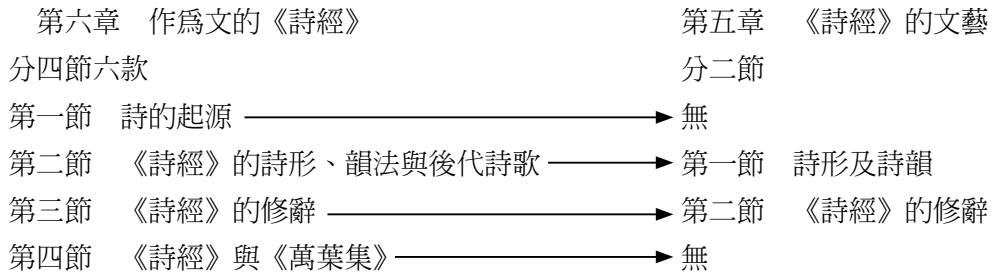 第六章　作爲文的《詩經》　第五章　《詩經》的文藝
分四節六款　分二節
第一節　詩的起源　無
第二節　《詩經》的詩形、韻法與後代詩歌　第一節　詩形及詩韻
第三節　《詩經》的修辭　第二節　《詩經》的修辭
第四節　《詩經》與《萬葉集》　無